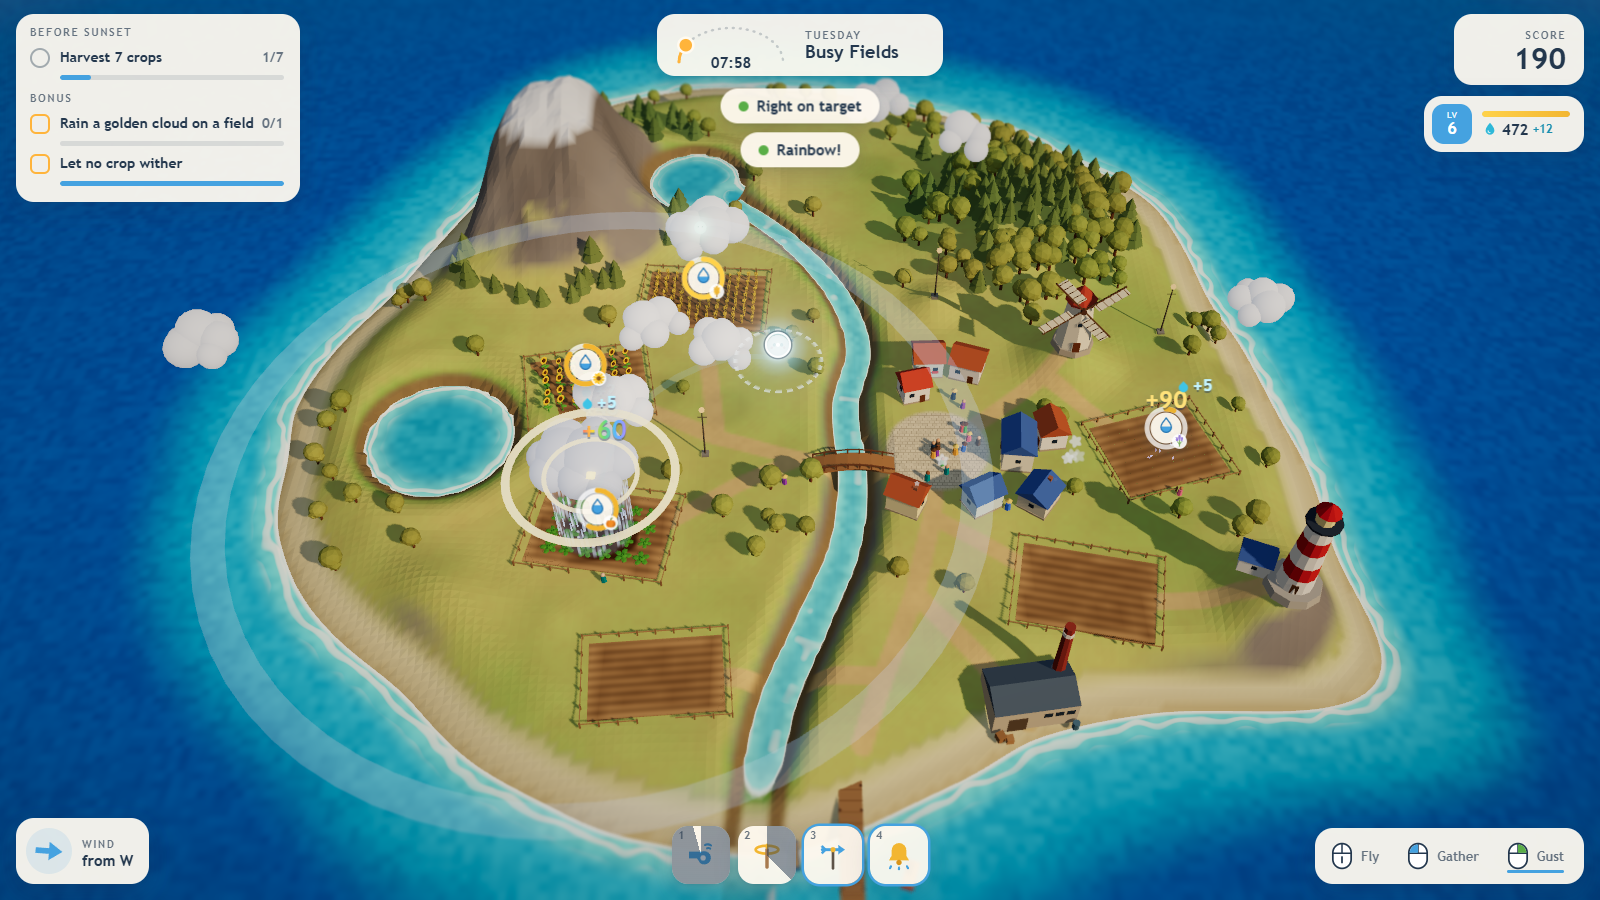 BEFORE SUNSET
Harvest 7 crops 1/7
BONUS
Rain a golden cloud on a field 0/1
Let no crop wither
07:58
TUESDAY
Busy Fields
Right on target
Rainbow!
SCORE
190
LV
6
472 +12
+5
+60
+5
+90
WIND
from W
1
2
3
4
Fly
Gather
Gust